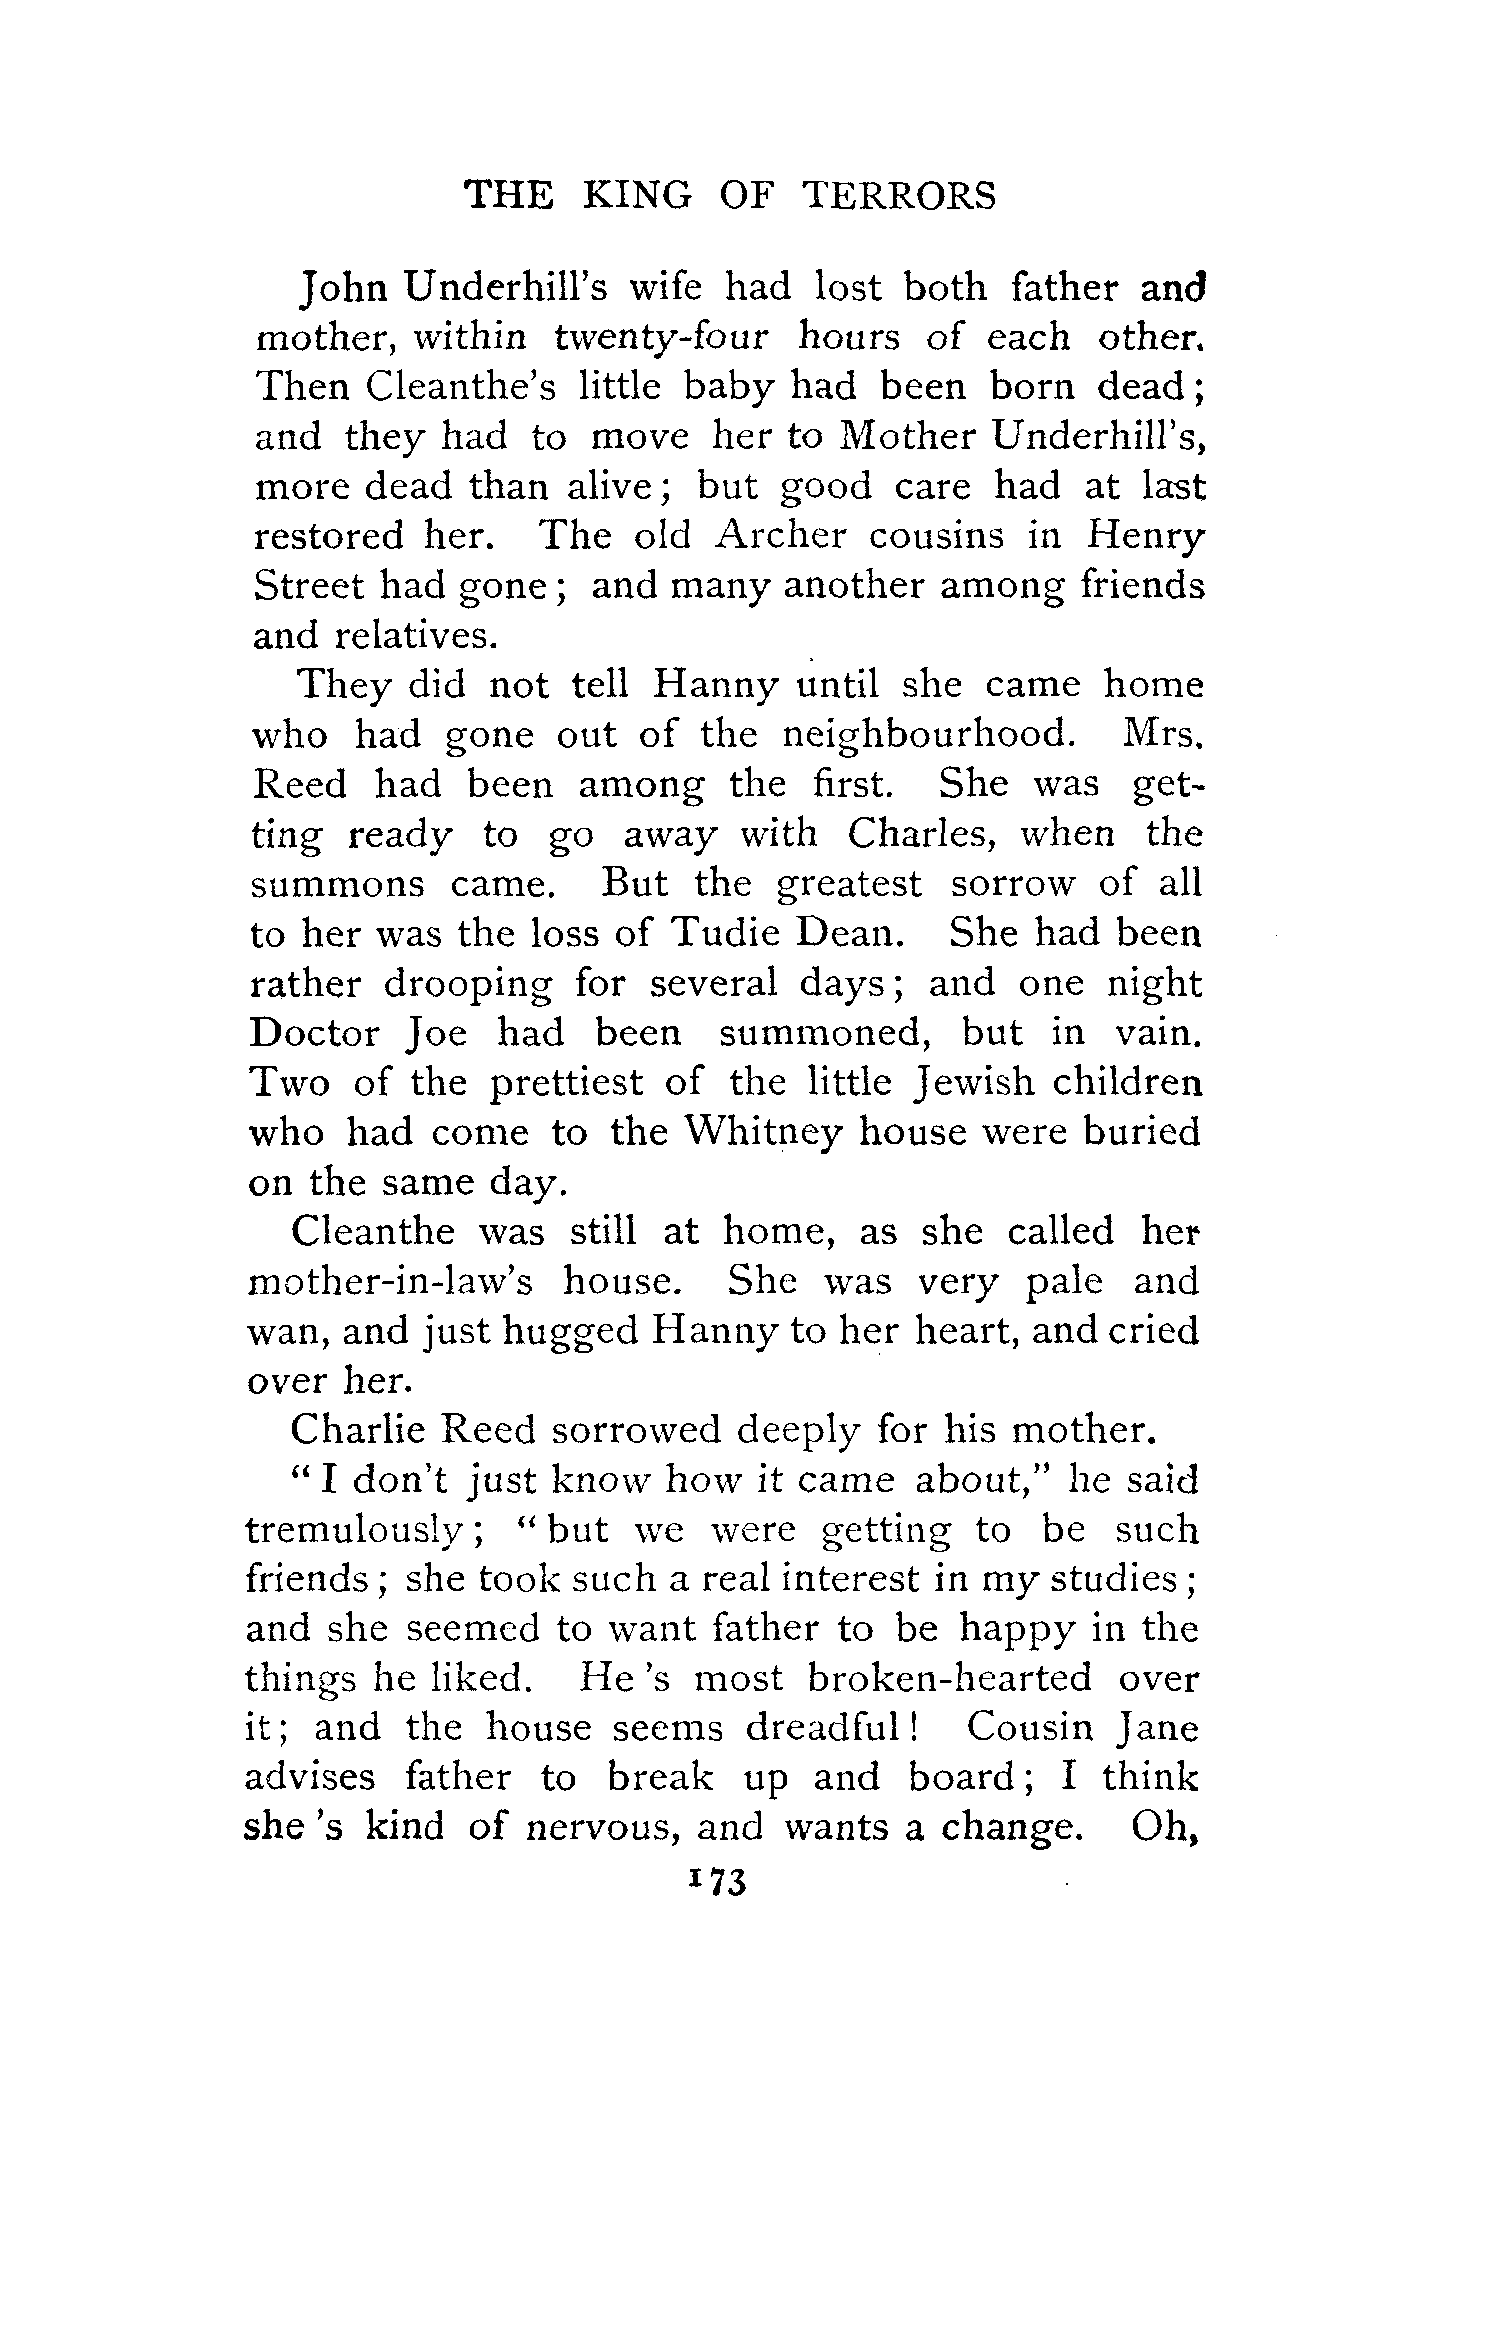 THE KING OF TERRORS
John Underhill's wife had lost both father and
mother, within twenty-four hours of each other.
Then Cleanthe's little baby had been born dead;
and they had to move her to Mother Underhill's,
more dead than alive; but good care had at last
restored her. The old Archer cousins in Henry
Street had gone; and many another among friends
and relatives.
They did not tell Hanny until she came home
who had gone out of the neighbourhood. Mrs.
Reed had been among the first. She was get-
ting ready to go away with Charles, when the
summons came. But the greatest sorrow of all
to her was the loss of Tudie Dean. She had been
rather drooping for several days; and one night
Doctor Joe had been summoned, but in vain.
Two of the prettiest of the little Jewish children
who had come to the Whitney house were buried
on the same day.
Cleanthe was still at home, as she called her
mother-in-law's house. She was very pale and
wan, and just hugged Hanny to her heart, and cried
over her.
Charlie Reed sorrowed deeply for his mother.
"I don't just know how it came about," he said
tremulously; "but we were getting to be such
friends; she took such a real interest in my studies;
and she seemed to want father to be happy in the
things he liked. He 's most broken-hearted over
it; and the house seems dreadful! Cousin Jane
advises father to break up and board; I think
she 's kind of nervous, and wants a change. Oh,
173